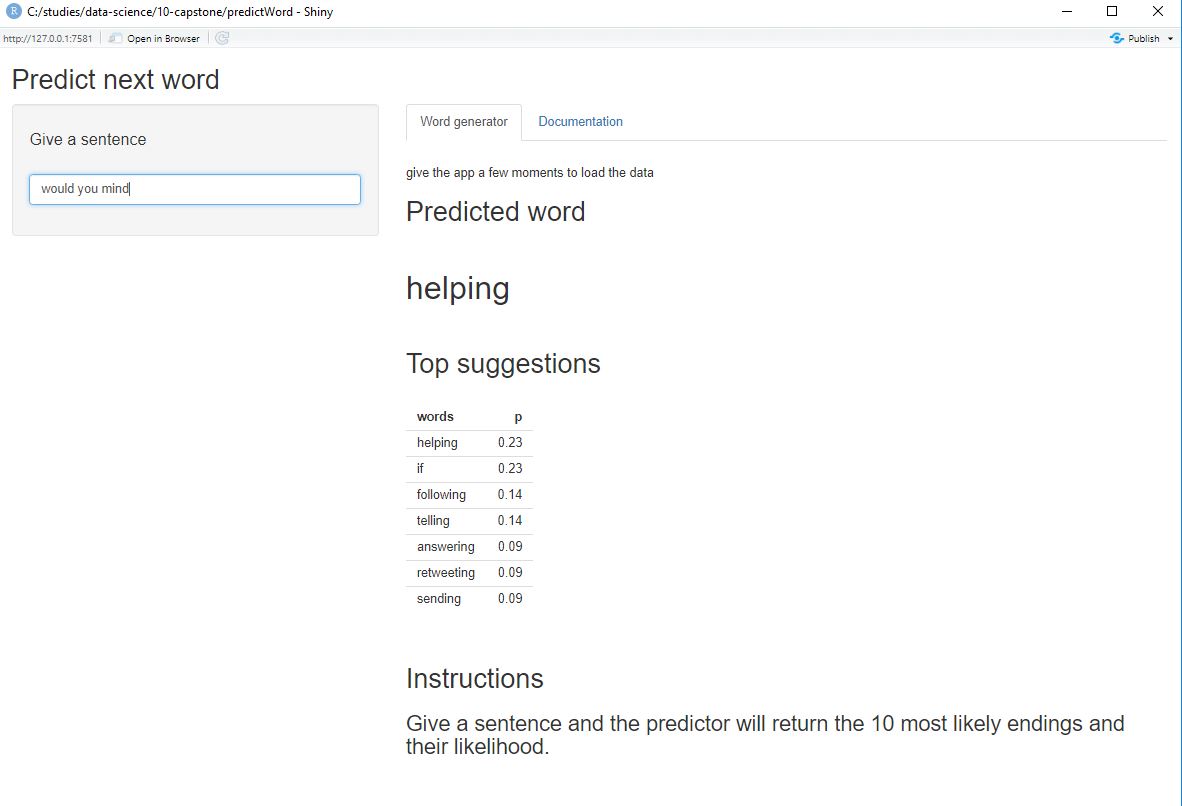 R C:/studies/data-science/10-capstone/predictWord - Shiny
http://127.0.0.1:7581 Open in Browser Publish
Predict next word
Give a sentence
would you mind
Word generator Documentation
give the app a few moments to load the data
Predicted word
helping
Top suggestions
words p
helping 0.23
if 0.23
following 0.14
telling 0.14
answering 0.09
retweeting 0.09
sending 0.09
Instructions
Give a sentence and the predictor will return the 10 most likely endings and
their likelihood.